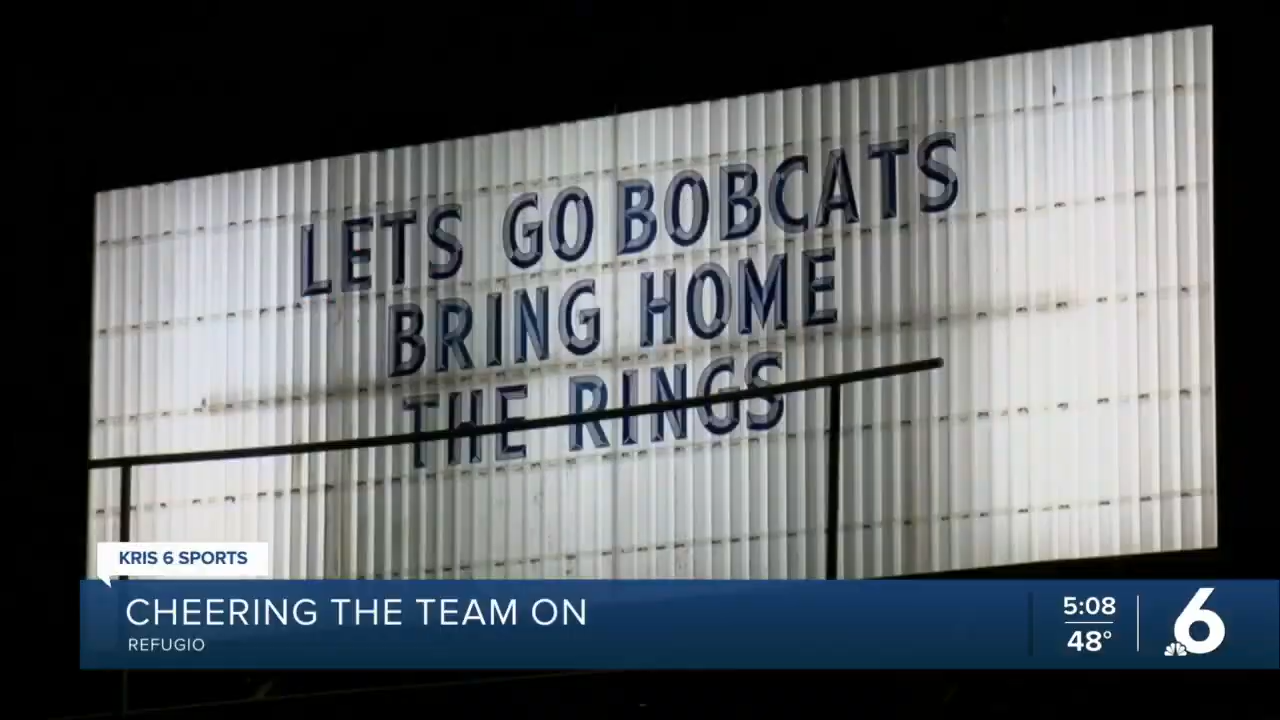 LETS GO BOBCATS
BRING HOME
THE RINGS
KRIS 6 SPORTS
CHEERING THE TEAM ON
REFUGIO
5:08
48°
6